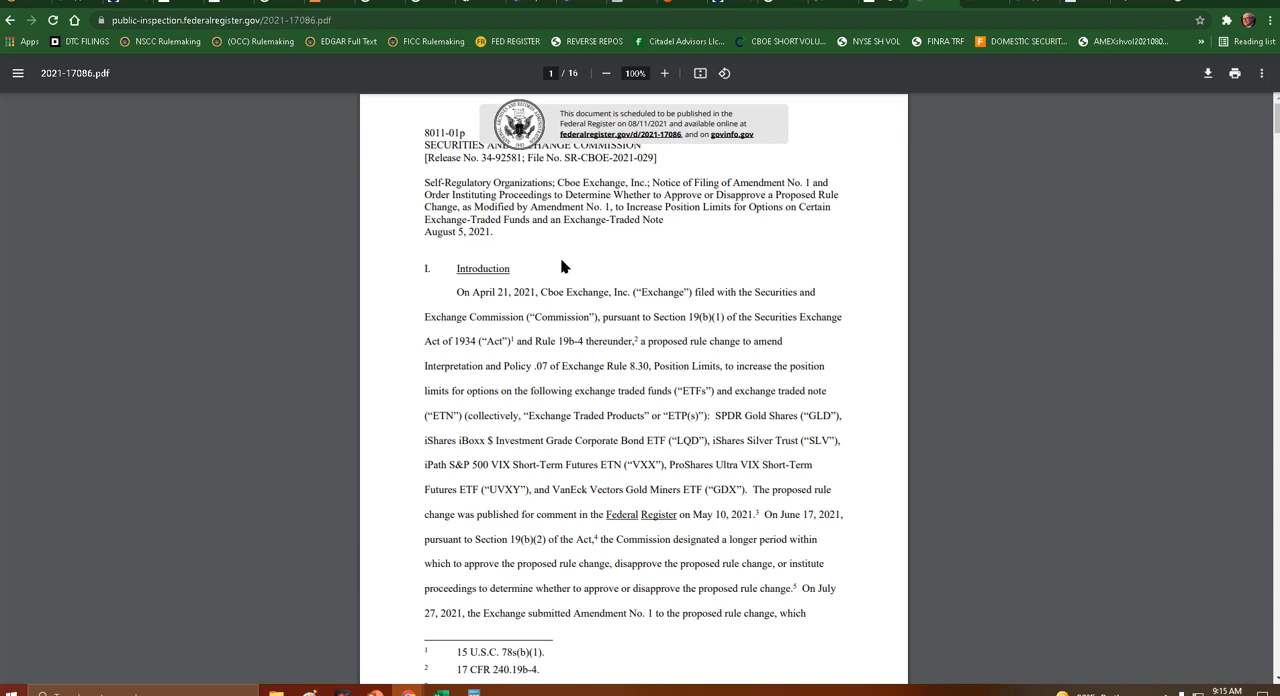 public-inspection.federalregister.gov/2021-17086.pdf
Apps DTC FILINGS NSCC Rulemaking (OCC) Rulemaking EDGAR Full Text FICC Rulemaking FED REGISTER REVERSE REPOS Citadel Advisors Llc... CBOE SHORT VOLU... NYSE SH VOL FINRA TRF DOMESTIC SECURIT... AMEXshvol2021080... » Reading list
2021-17086.pdf 1 / 16 100%
This document is scheduled to be published in the
Federal Register on 08/11/2021 and available online at
federalregister.gov/d/2021-17086, and on govinfo.gov
8011-01p
SECURITIES AND EXCHANGE COMMISSION
[Release No. 34-92581; File No. SR-CBOE-2021-029]
Self-Regulatory Organizations; Cboe Exchange, Inc.; Notice of Filing of Amendment No. 1 and
Order Instituting Proceedings to Determine Whether to Approve or Disapprove a Proposed Rule
Change, as Modified by Amendment No. 1, to Increase Position Limits for Options on Certain
Exchange-Traded Funds and an Exchange-Traded Note
August 5, 2021.
I. Introduction
On April 21, 2021, Cboe Exchange, Inc. (“Exchange”) filed with the Securities and
Exchange Commission (“Commission”), pursuant to Section 19(b)(1) of the Securities Exchange
Act of 1934 (“Act”)1 and Rule 19b-4 thereunder,2 a proposed rule change to amend
Interpretation and Policy .07 of Exchange Rule 8.30, Position Limits, to increase the position
limits for options on the following exchange traded funds (“ETFs”) and exchange traded note
(“ETN”) (collectively, “Exchange Traded Products” or “ETP(s)”): SPDR Gold Shares (“GLD”),
iShares iBoxx $ Investment Grade Corporate Bond ETF (“LQD”), iShares Silver Trust (“SLV”),
iPath S&P 500 VIX Short-Term Futures ETN (“VXX”), ProShares Ultra VIX Short-Term
Futures ETF (“UVXY”), and VanEck Vectors Gold Miners ETF (“GDX”). The proposed rule
change was published for comment in the Federal Register on May 10, 2021.3 On June 17, 2021,
pursuant to Section 19(b)(2) of the Act,4 the Commission designated a longer period within
which to approve the proposed rule change, disapprove the proposed rule change, or institute
proceedings to determine whether to approve or disapprove the proposed rule change.5 On July
27, 2021, the Exchange submitted Amendment No. 1 to the proposed rule change, which
1 15 U.S.C. 78s(b)(1).
2 17 CFR 240.19b-4.
9:15 AM